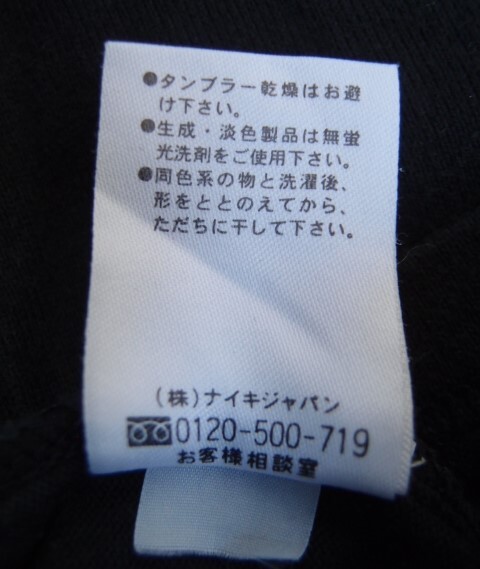 ●タンブラー乾燥はお避
け下さい。
●生成・淡色製品は無蛍
光洗剤をご使用下さい。
●同色系の物と洗濯後、
形をととのえてから、
ただちに干して下さい。
(株)ナイキジャパン
0120-500-719
お客様相談室